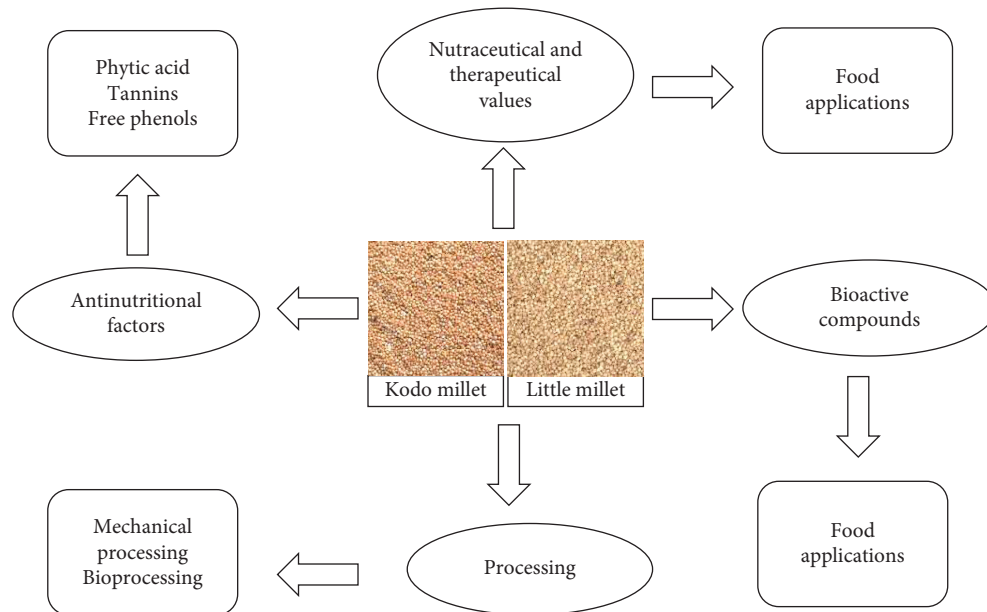 Phytic acid
Tannins
Free phenols
Nutraceutical and
therapeutical
values
Food
applications
Antinutritional
factors
Kodo millet
Little millet
Bioactive
compounds
Mechanical
processing
Bioprocessing
Processing
Food
applications